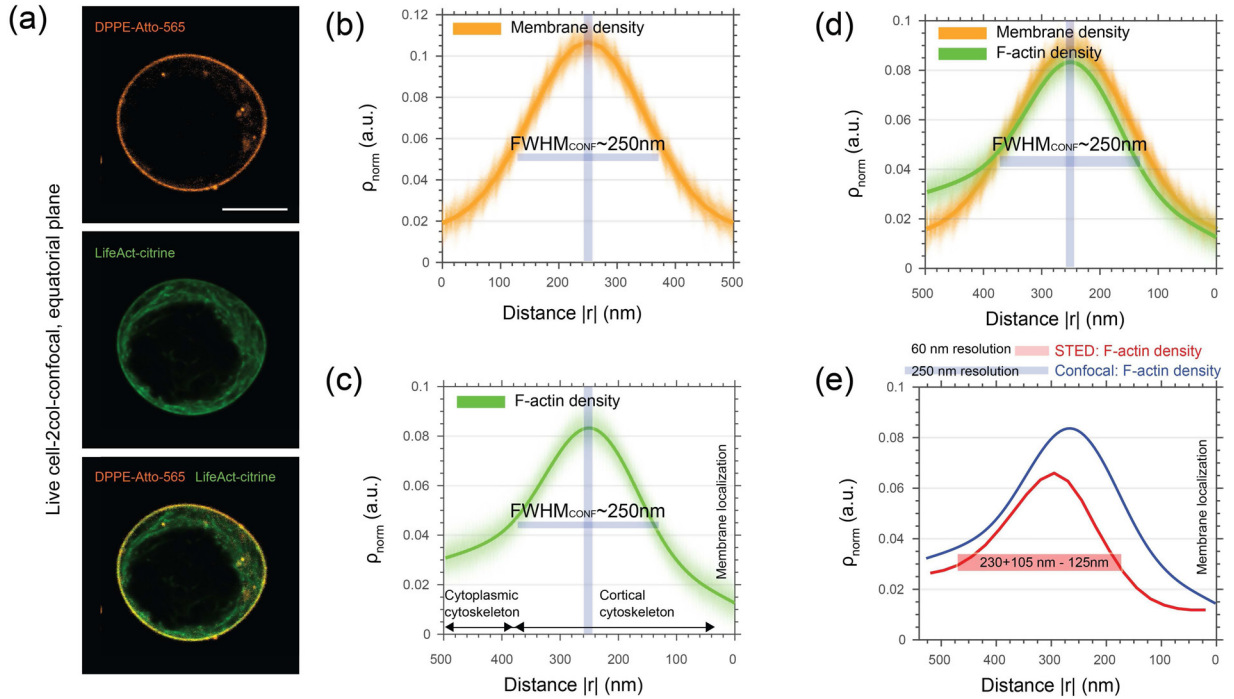 (a)
DPPE-Atto-565
LifeAct-citrine
DPPE-Atto-565 LifeAct-citrine
Live cell-2col-confocal, equatorial plane
(b)
Membrane density
FWHMCONF~250nm
0.12
0.10
0.08
0.06
0.04
0.02
0
ρnorm (a.u.)
0 100 200 300 400 500
Distance |r| (nm)
(c)
F-actin density
FWHMCONF~250nm
Membrane localization
Cytoplasmic
cytoskeleton
Cortical
cytoskeleton
0.1
0.08
0.06
0.04
0.02
0
ρnorm (a.u.)
500 400 300 200 100 0
Distance |r| (nm)
(d)
Membrane density
F-actin density
FWHMCONF~250nm
0.1
0.08
0.06
0.04
0.02
0
ρnorm (a.u.)
500 400 300 200 100 0
Distance |r| (nm)
(e)
60 nm resolution STED: F-actin density
250 nm resolution Confocal: F-actin density
230+105 nm - 125nm
Membrane localization
0.1
0.08
0.06
0.04
0.02
0
ρnorm (a.u.)
500 400 300 200 100 0
Distance |r| (nm)